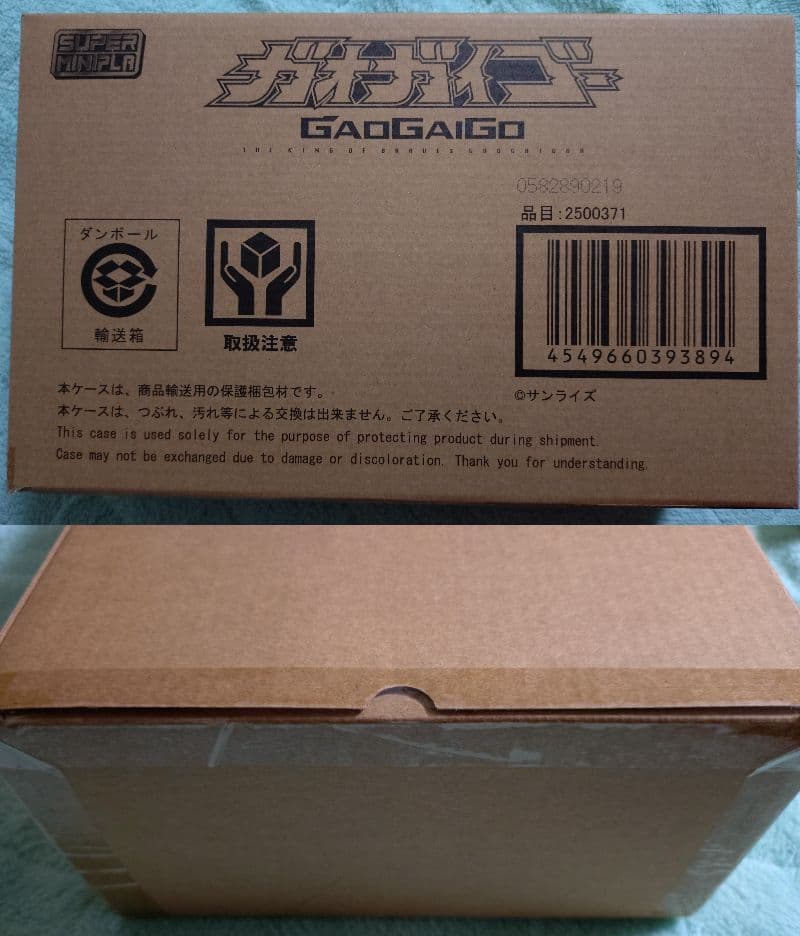 SUPER
MINIPLA
ガオガイゴー
GAOGAIGO
THE KING OF BRAVES GAOGAIGAR
0582890219
品目:2500371
ダンボール
輸送箱
取扱注意
4549660393894
©サンライズ
本ケースは、商品輸送用の保護梱包材です。
本ケースは、つぶれ、汚れ等による交換は出来ません。ご了承ください。
This case is used solely for the purpose of protecting product during shipment.
Case may not be exchanged due to damage or discoloration. Thank you for understanding.